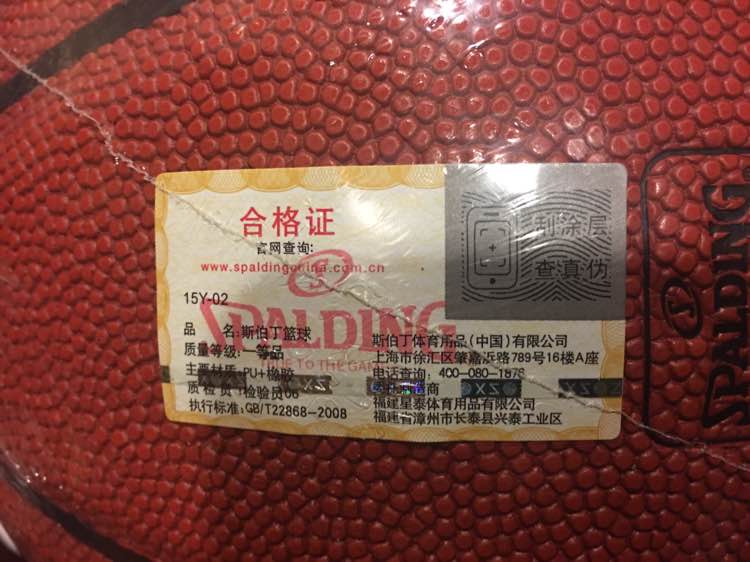 合格证
官网查询:
www.spaldingchina.com.cn
刮涂层
查真伪
15Y-02
SPALDING
TRUE TO THE GAME
品 名:斯伯丁篮球
质量等级:一等品
主要材质:PU+橡胶
质 检 员:检验员06
执行标准:GB/T22868-2008
斯伯丁体育用品(中国)有限公司
上海市徐汇区肇嘉浜路789号16楼A座
电话查询: 400-080-1876
商
福建星泰体育用品有限公司
福建省漳州市长泰县兴泰工业区
SPALDING